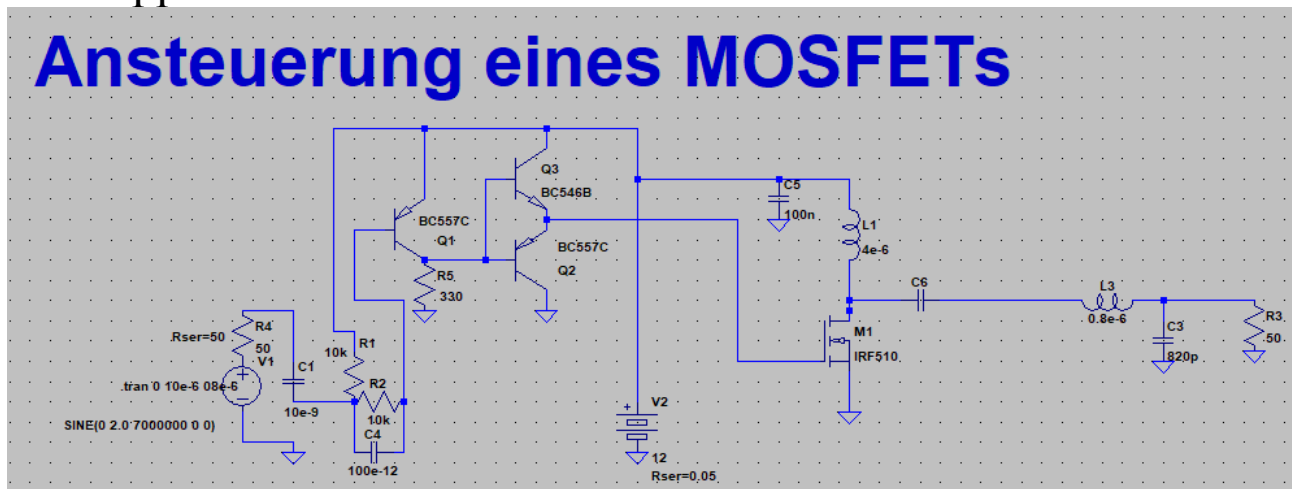 Ansteuerung eines MOSFETs
Q3
BC546B
BC557C
Q1
BC557C
Q2
R5
330
C5
100n
L1
4e-6
C6
L3
0.8e-6
C3
820p
R3
50
M1
IRF510
Rser=50
R4
50
V1
C1
10e-9
R1
10k
R2
10k
C4
100e-12
.tran 0 10e-6 08e-6
SINE(0 2.0 7000000 0 0)
V2
12
Rser=0.05